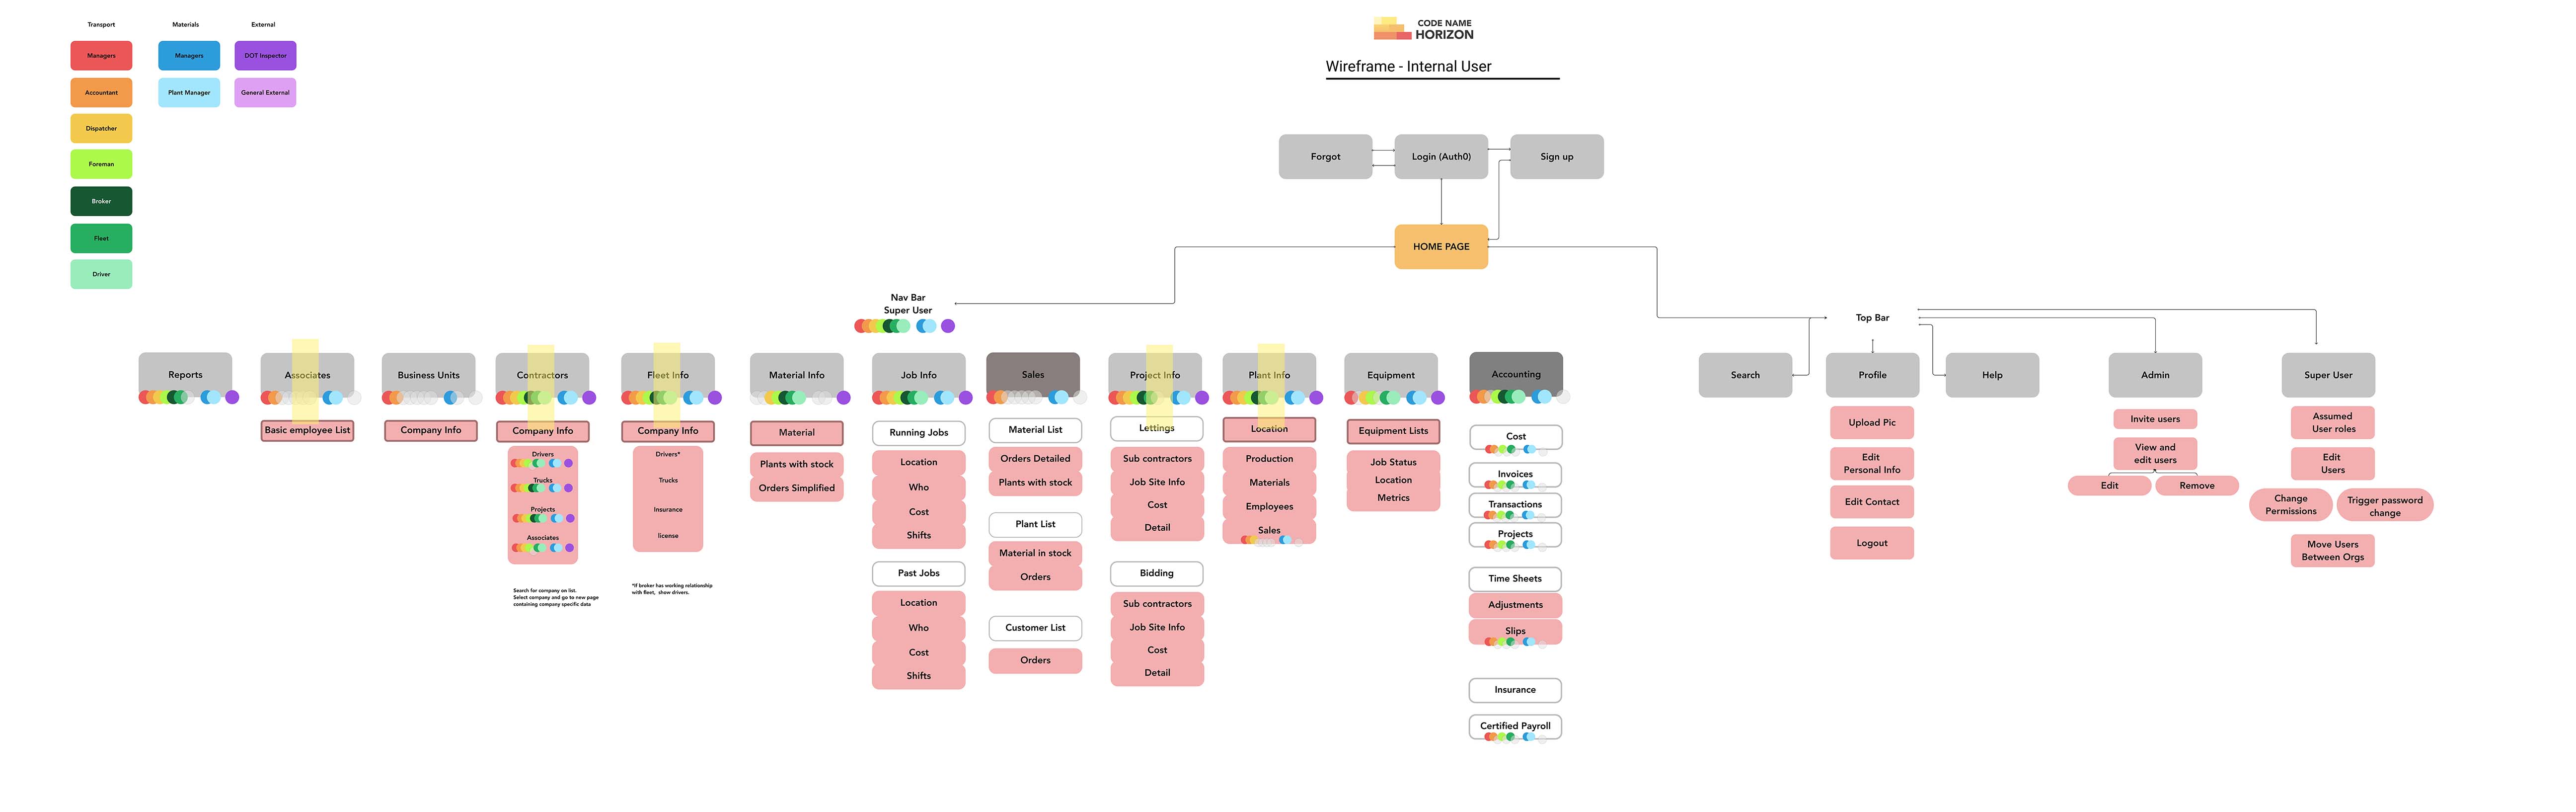 Transport
Materials
External
Managers
Managers
DOT Inspector
Accountant
Plant Manager
General External
Dispatcher
Foreman
Broker
Fleet
Driver
CODE NAME
HORIZON
Wireframe - Internal User
Forgot
Login (Auth0)
Sign up
HOME PAGE
Nav Bar
Super User
Top Bar
Reports
Associates
Basic employee List
Business Units
Company Info
Contractors
Company Info
Drivers
Trucks
Projects
Associates
Search for company on list.
Select company and go to new page
containing company specific data
Fleet Info
Company Info
Drivers*
Trucks
Insurance
license
*If broker has working relationship
with fleet, show drivers.
Material Info
Material
Plants with stock
Orders Simplified
Job Info
Running Jobs
Location
Who
Cost
Shifts
Past Jobs
Location
Who
Cost
Shifts
Sales
Material List
Orders Detailed
Plants with stock
Plant List
Material in stock
Orders
Customer List
Orders
Project Info
Lettings
Sub contractors
Job Site Info
Cost
Detail
Bidding
Sub contractors
Job Site Info
Cost
Detail
Plant Info
Location
Production
Materials
Employees
Sales
Equipment
Equipment Lists
Job Status
Location
Metrics
Accounting
Cost
Invoices
Transactions
Projects
Time Sheets
Adjustments
Slips
Insurance
Certified Payroll
Search
Profile
Upload Pic
Edit
Personal Info
Edit Contact
Logout
Help
Admin
Invite users
View and
edit users
Edit
Remove
Super User
Assumed
User roles
Edit
Users
Change
Permissions
Trigger password
change
Move Users
Between Orgs